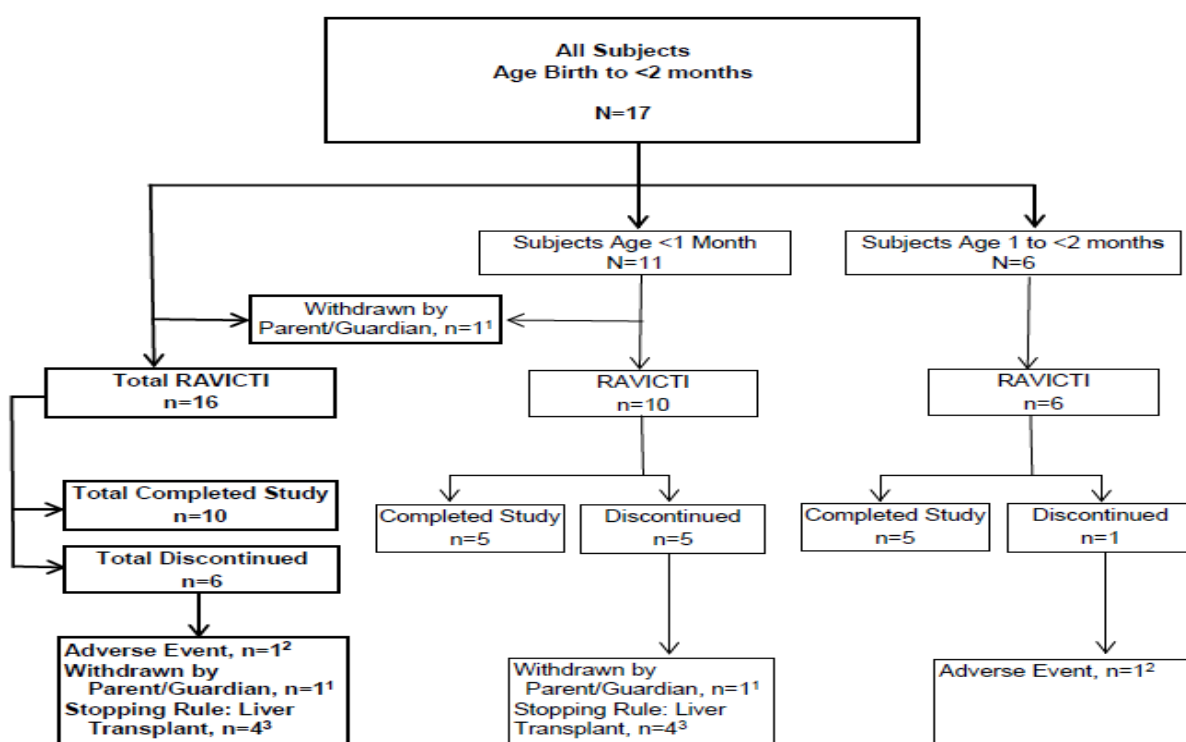 All Subjects
Age Birth to <2 months
N=17
Subjects Age <1 Month
N=11
Subjects Age 1 to <2 months
N=6
Withdrawn by
Parent/Guardian, n=1¹
Total RAVICTI
n=16
RAVICTI
n=10
RAVICTI
n=6
Total Completed Study
n=10
Completed Study
n=5
Discontinued
n=5
Completed Study
n=5
Discontinued
n=1
Total Discontinued
n=6
Adverse Event, n=1²
Withdrawn by
Parent/Guardian, n=1¹
Stopping Rule: Liver
Transplant, n=4³
Withdrawn by
Parent/Guardian, n=1¹
Stopping Rule: Liver
Transplant, n=4³
Adverse Event, n=1²